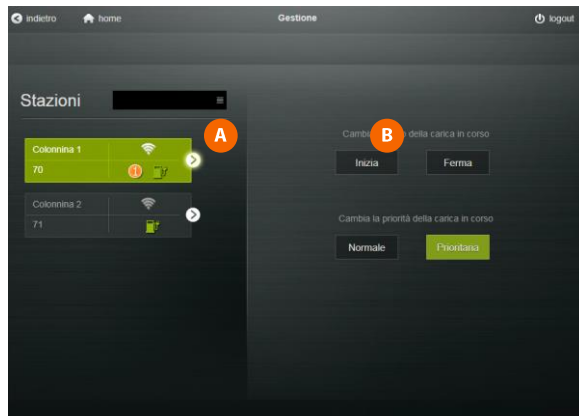 indietro home Gestione logout
Stazioni
A
B
Cambia della carica in corso
Colonnina 1
Inizia Ferma
70 1
Colonnina 2
Cambia la priorità della carica in corso
71
Normale Prioritaria